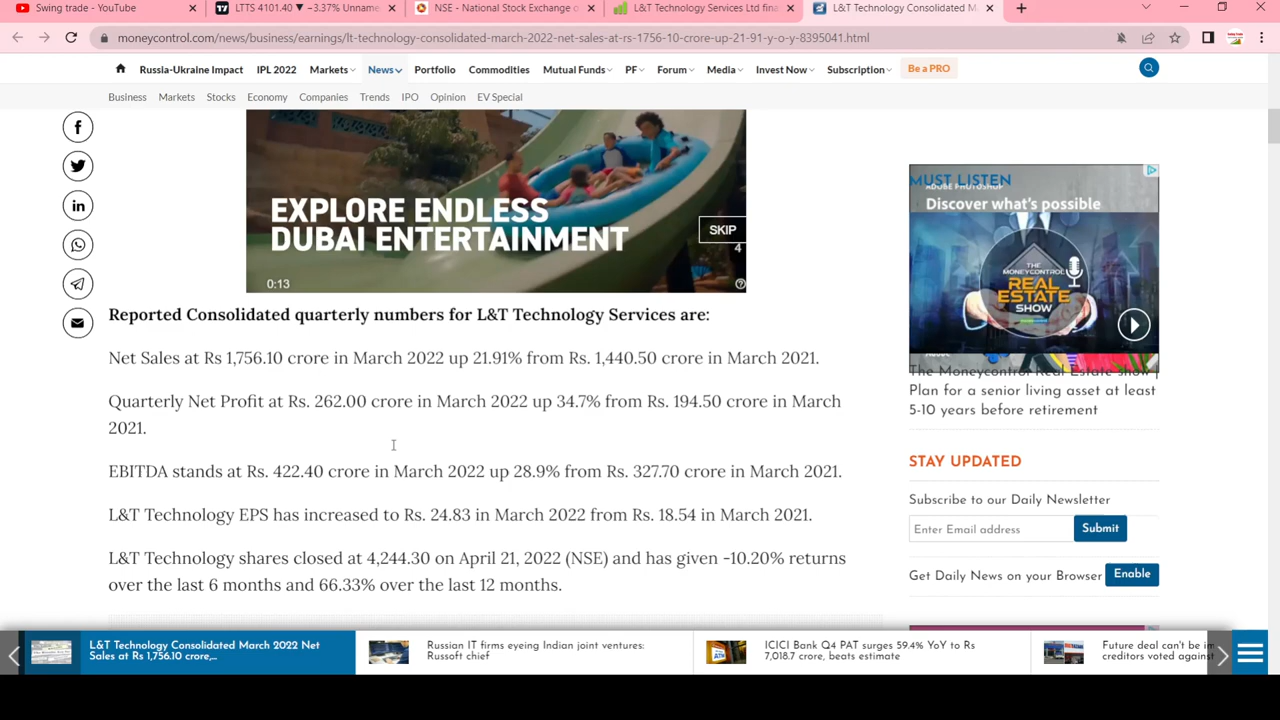 Swing trade - YouTube
LTTS 4101.40 ▼ −3.37% Unname
NSE - National Stock Exchange o
L&T Technology Services Ltd finan
L&T Technology Consolidated M
moneycontrol.com/news/business/earnings/lt-technology-consolidated-march-2022-net-sales-at-rs-1756-10-crore-up-21-91-y-o-y-8395041.html
Russia-Ukraine Impact IPL 2022 Markets News Portfolio Commodities Mutual Funds PF Forum Media Invest Now Subscription Be a PRO
Business Markets Stocks Economy Companies Trends IPO Opinion EV Special
EXPLORE ENDLESS
DUBAI ENTERTAINMENT
SKIP
4
0:13
MUST LISTEN
ADOBE PHOTOSHOP
Discover what's possible
THE
MONEYCONTROL
REAL
ESTATE
SHOW
The Moneycontrol Real Estate show |
Plan for a senior living asset at least
5-10 years before retirement
Reported Consolidated quarterly numbers for L&T Technology Services are:
Net Sales at Rs 1,756.10 crore in March 2022 up 21.91% from Rs. 1,440.50 crore in March 2021.
Quarterly Net Profit at Rs. 262.00 crore in March 2022 up 34.7% from Rs. 194.50 crore in March
2021.
EBITDA stands at Rs. 422.40 crore in March 2022 up 28.9% from Rs. 327.70 crore in March 2021.
L&T Technology EPS has increased to Rs. 24.83 in March 2022 from Rs. 18.54 in March 2021.
L&T Technology shares closed at 4,244.30 on April 21, 2022 (NSE) and has given -10.20% returns
over the last 6 months and 66.33% over the last 12 months.
STAY UPDATED
Subscribe to our Daily Newsletter
Enter Email address Submit
Get Daily News on your Browser Enable
L&T Technology Consolidated March 2022 Net
Sales at Rs 1,756.10 crore,...
Russian IT firms eyeing Indian joint ventures:
Russoft chief
ICICI Bank Q4 PAT surges 59.4% YoY to Rs
7,018.7 crore, beats estimate
Future deal can't be im
creditors voted against